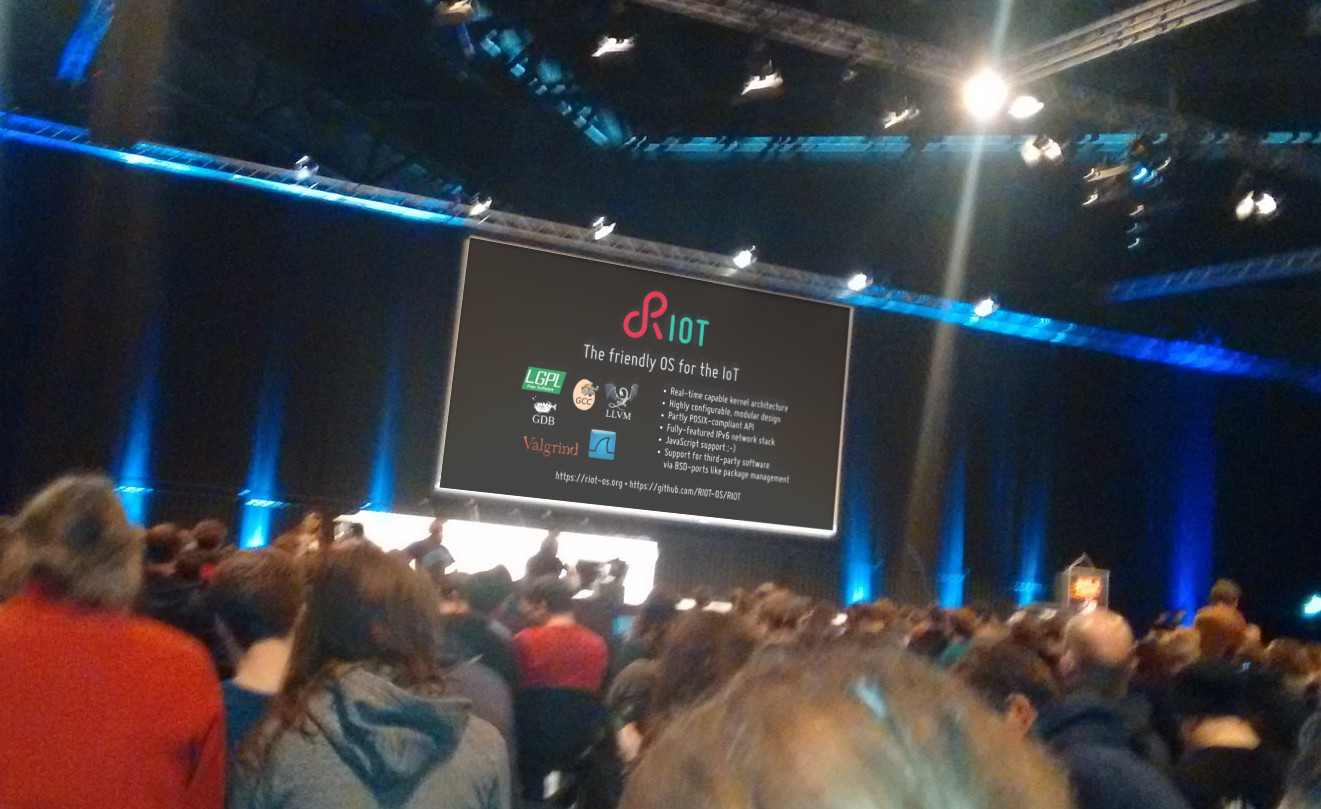 RIOT
The friendly OS for the IoT
LGPL
Free Software
GCC
LLVM
GDB
Valgrind
• Real-time capable kernel architecture
• Highly configurable, modular design
• Partly POSIX-compliant API
• Fully-featured IPv6 network stack
• JavaScript support ;-)
• Support for third-party software
via BSD-ports like package management
https://riot-os.org • https://github.com/RIOT-OS/RIOT